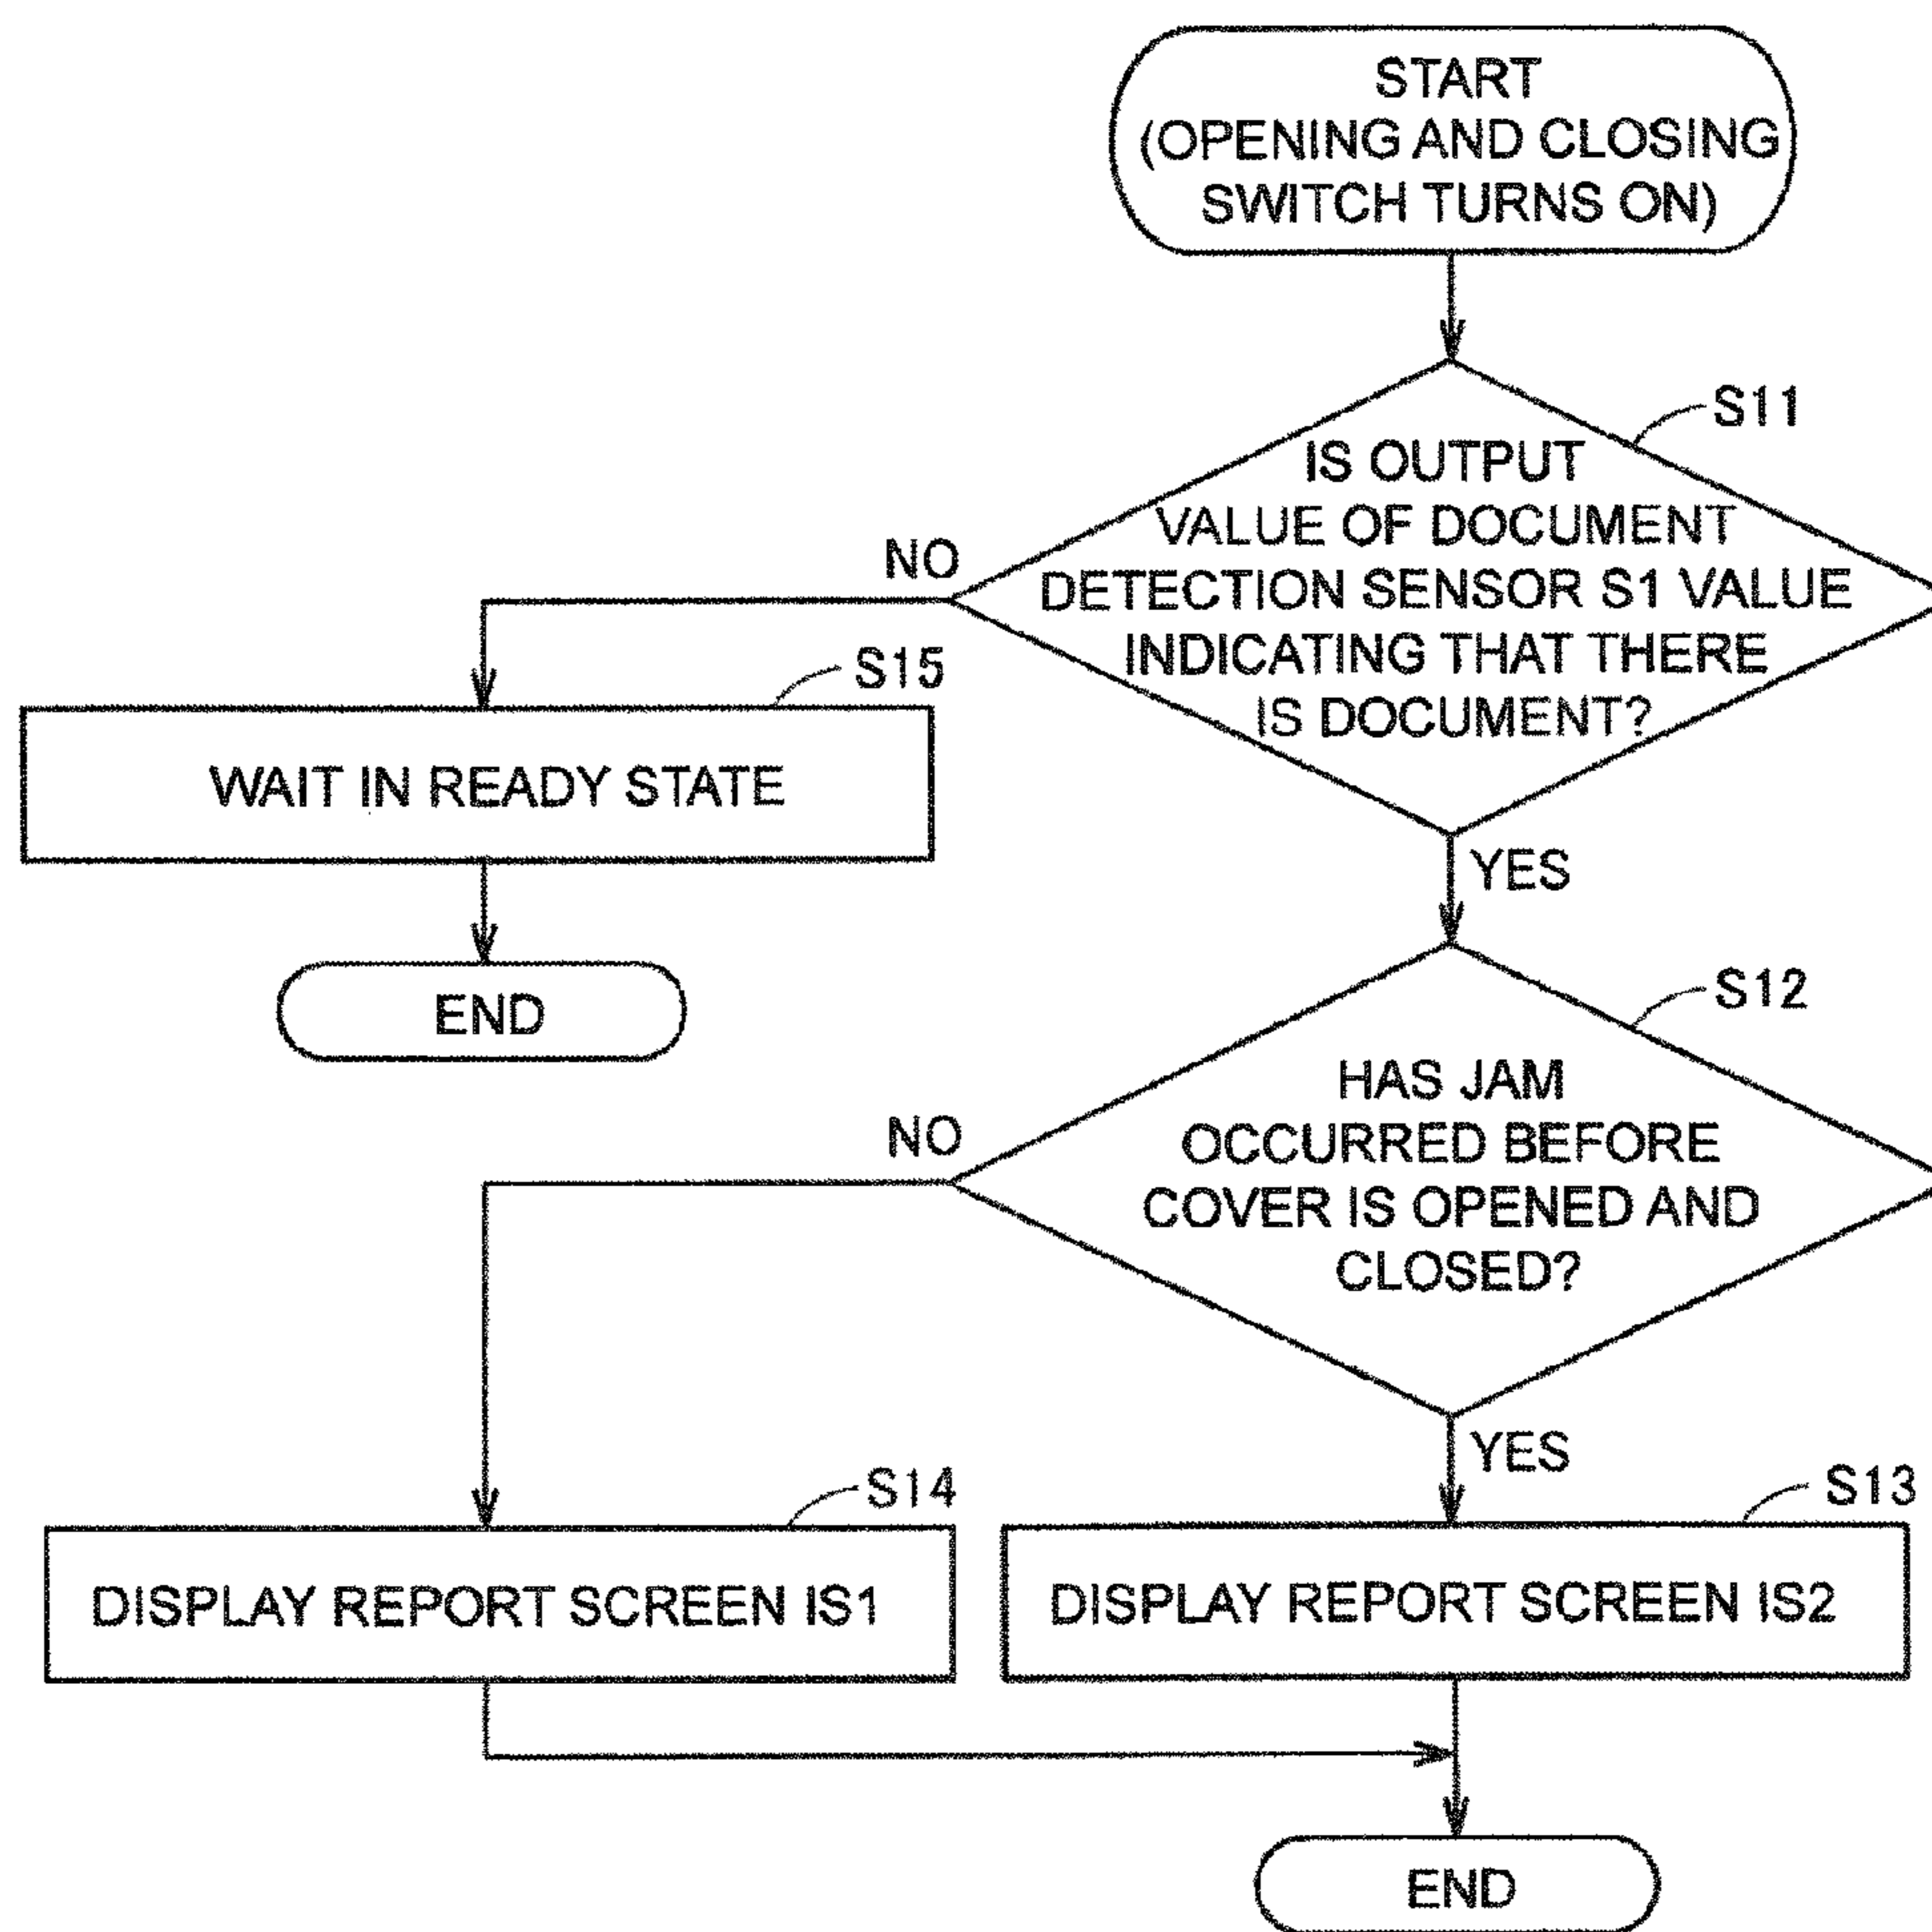 START
(OPENING AND CLOSING
SWITCH TURNS ON)
S11
IS OUTPUT
VALUE OF DOCUMENT
DETECTION SENSOR S1 VALUE
INDICATING THAT THERE
IS DOCUMENT?
NO
S15
WAIT IN READY STATE
END
YES
S12
HAS JAM
OCCURRED BEFORE
COVER IS OPENED AND
CLOSED?
NO
YES
S14
DISPLAY REPORT SCREEN IS1
S13
DISPLAY REPORT SCREEN IS2
END